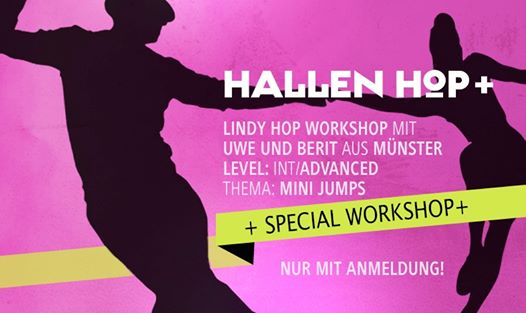 HALLEN HOP +
LINDY HOP WORKSHOP MIT
UWE UND BERIT AUS MÜNSTER
LEVEL: INT/ADVANCED
THEMA: MINI JUMPS
+ SPECIAL WORKSHOP+
NUR MIT ANMELDUNG!